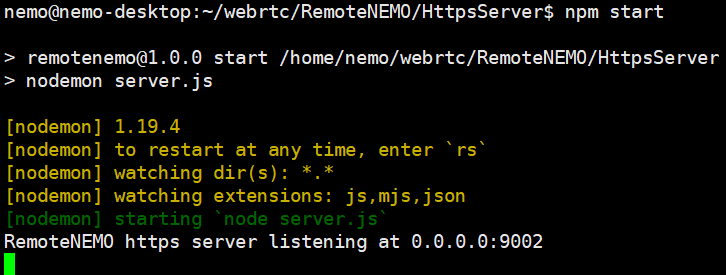 nemo@nemo-desktop:~/webrtc/RemoteNEMO/HttpsServer$ npm start
> remotenemo@1.0.0 start /home/nemo/webrtc/RemoteNEMO/HttpsServer
> nodemon server.js
[nodemon] 1.19.4
[nodemon] to restart at any time, enter `rs`
[nodemon] watching dir(s): *.*
[nodemon] watching extensions: js,mjs,json
[nodemon] starting `node server.js`
RemoteNEMO https server listening at 0.0.0.0:9002